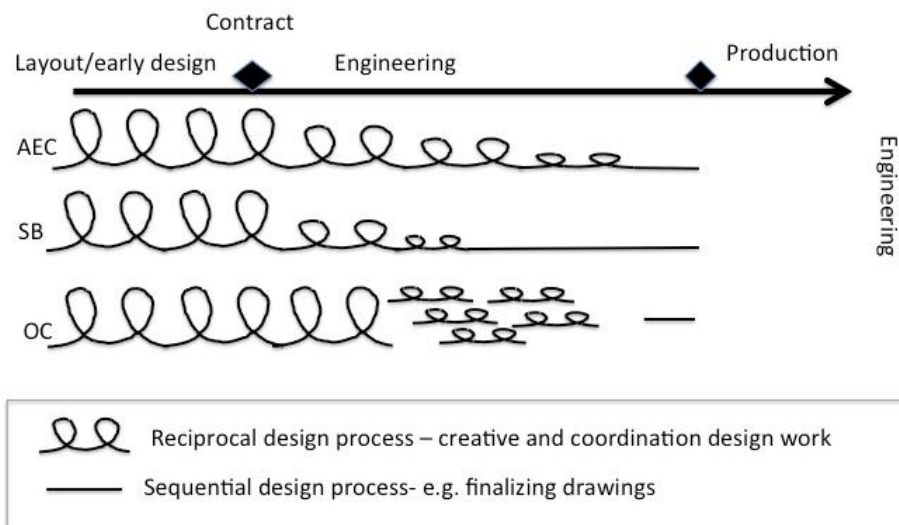 Contract
Layout/early design
Engineering
Production
AEC
Engineering
SB
OC
Reciprocal design process – creative and coordination design work
Sequential design process- e.g. finalizing drawings